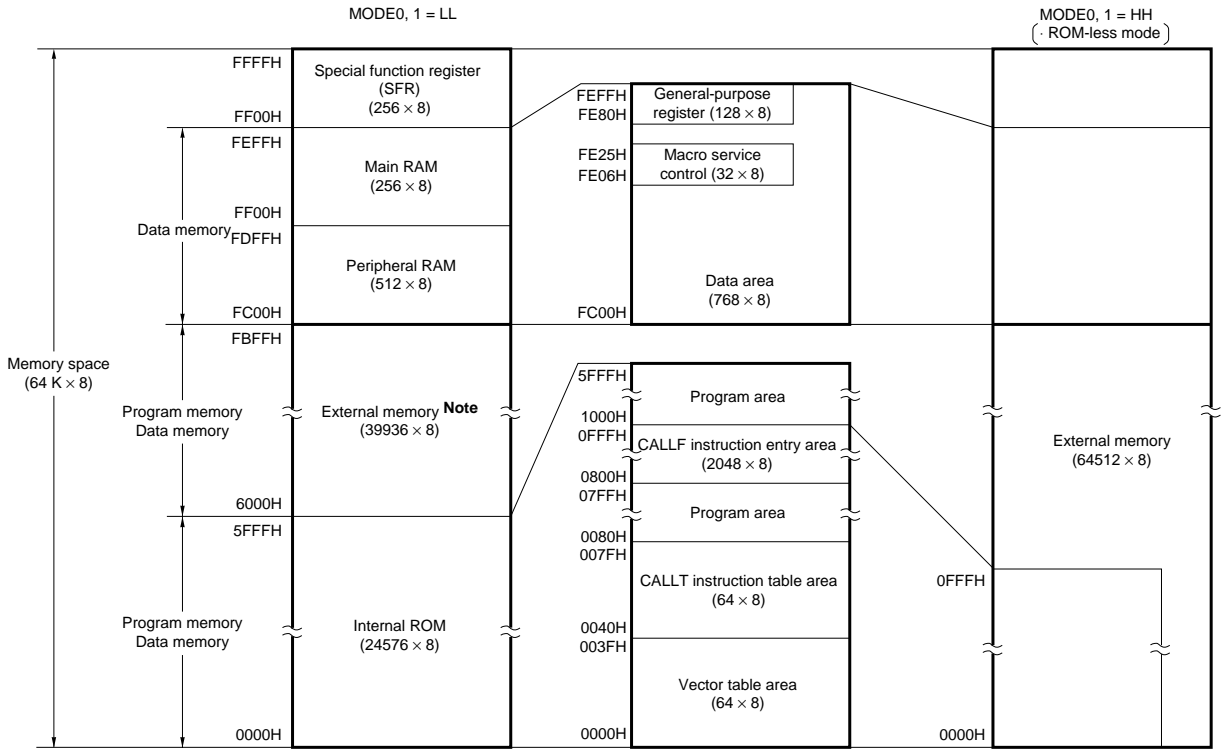 MODE0, 1 = LL
MODE0, 1 = HH
( · ROM-less mode )
FFFFH
Special function register
(SFR)
(256 × 8)
FF00H
FEFFH
Main RAM
(256 × 8)
FF00H
Data memory
FDFFH
Peripheral RAM
(512 × 8)
FC00H
FBFFH
Memory space
(64 K × 8)
Program memory
Data memory
External memory Note
(39936 × 8)
6000H
5FFFH
Program memory
Data memory
Internal ROM
(24576 × 8)
0000H
FEFFH
General-purpose
register (128 × 8)
FE80H
FE25H
Macro service
control (32 × 8)
FE06H
Data area
(768 × 8)
FC00H
5FFFH
Program area
1000H
0FFFH
CALLF instruction entry area
(2048 × 8)
0800H
07FFH
Program area
0080H
007FH
CALLT instruction table area
(64 × 8)
0040H
003FH
Vector table area
(64 × 8)
0000H
External memory
(64512 × 8)
0FFFH
0000H